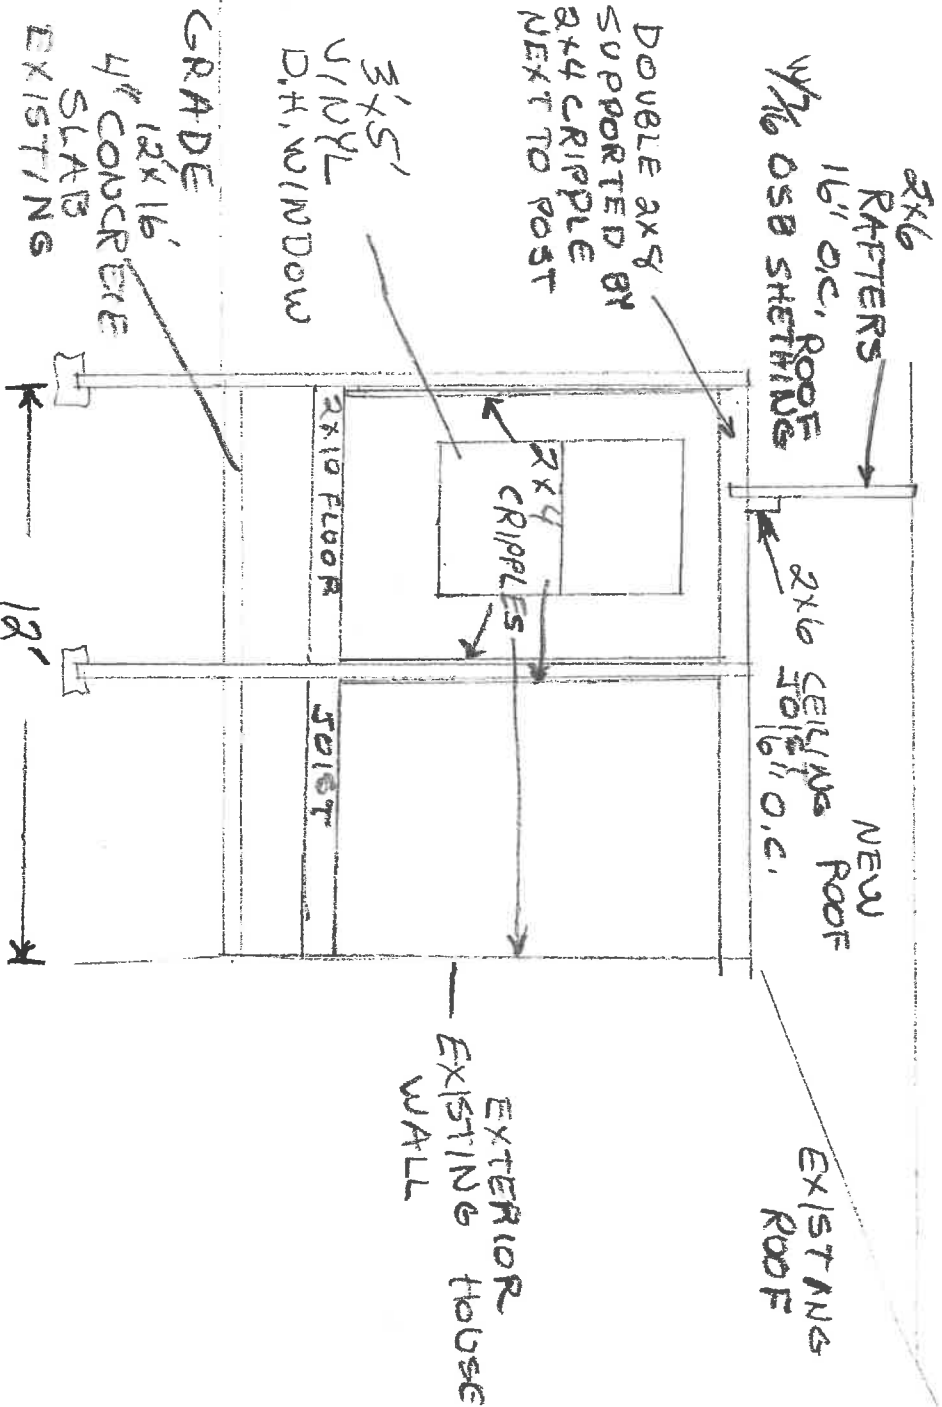 2x6
RAFTERS
16" O.C. ROOF
W/ 7/16 OSB SHETHING
DOUBLE 2x8
SUPPORTED BY
2x4 CRIPPLE
NEXT TO POST
3'x5'
VINYL
D.H. WINDOW
GRADE
12'x16'
4" CONCRETE
SLAB
EXISTING
2x6 CEILING
JOIST
16" O.C.
NEW
ROOF
EXISTANG
ROOF
2x4
CRIPPLES
2x10 FLOOR JOIST
EXTERIOR
EXISTING HOUSE
WALL
12'